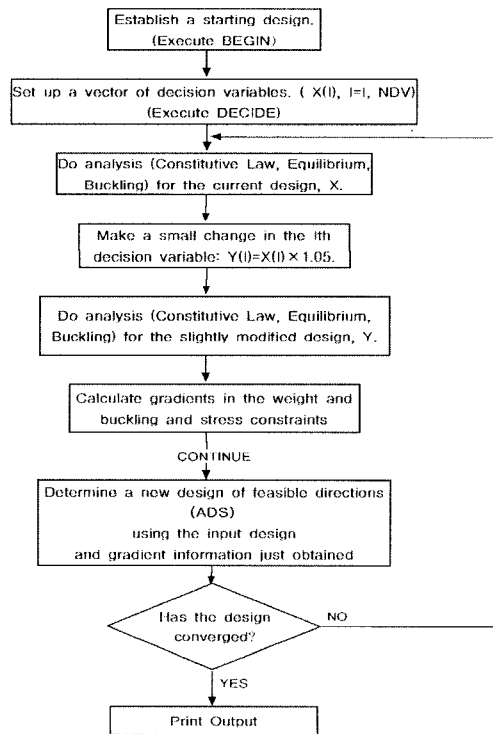 Establish a starting design.
(Execute BEGIN)
Set up a vector of decision variables. ( X(I), I=I, NDV)
(Execute DECIDE)
Do analysis (Constitutive Law, Equilibrium,
Buckling) for the current design, X.
Make a small change in the Ith
decision variable: Y(I)=X(I)×1.05.
Do analysis (Constitutive Law, Equilibrium,
Buckling) for the slightly modified design, Y.
Calculate gradients in the weight and
buckling and stress constraints
CONTINUE
Determine a new design of feasible directions
(ADS)
using the input design
and gradient information just obtained
Has the design
converged?
NO
YES
Print Output